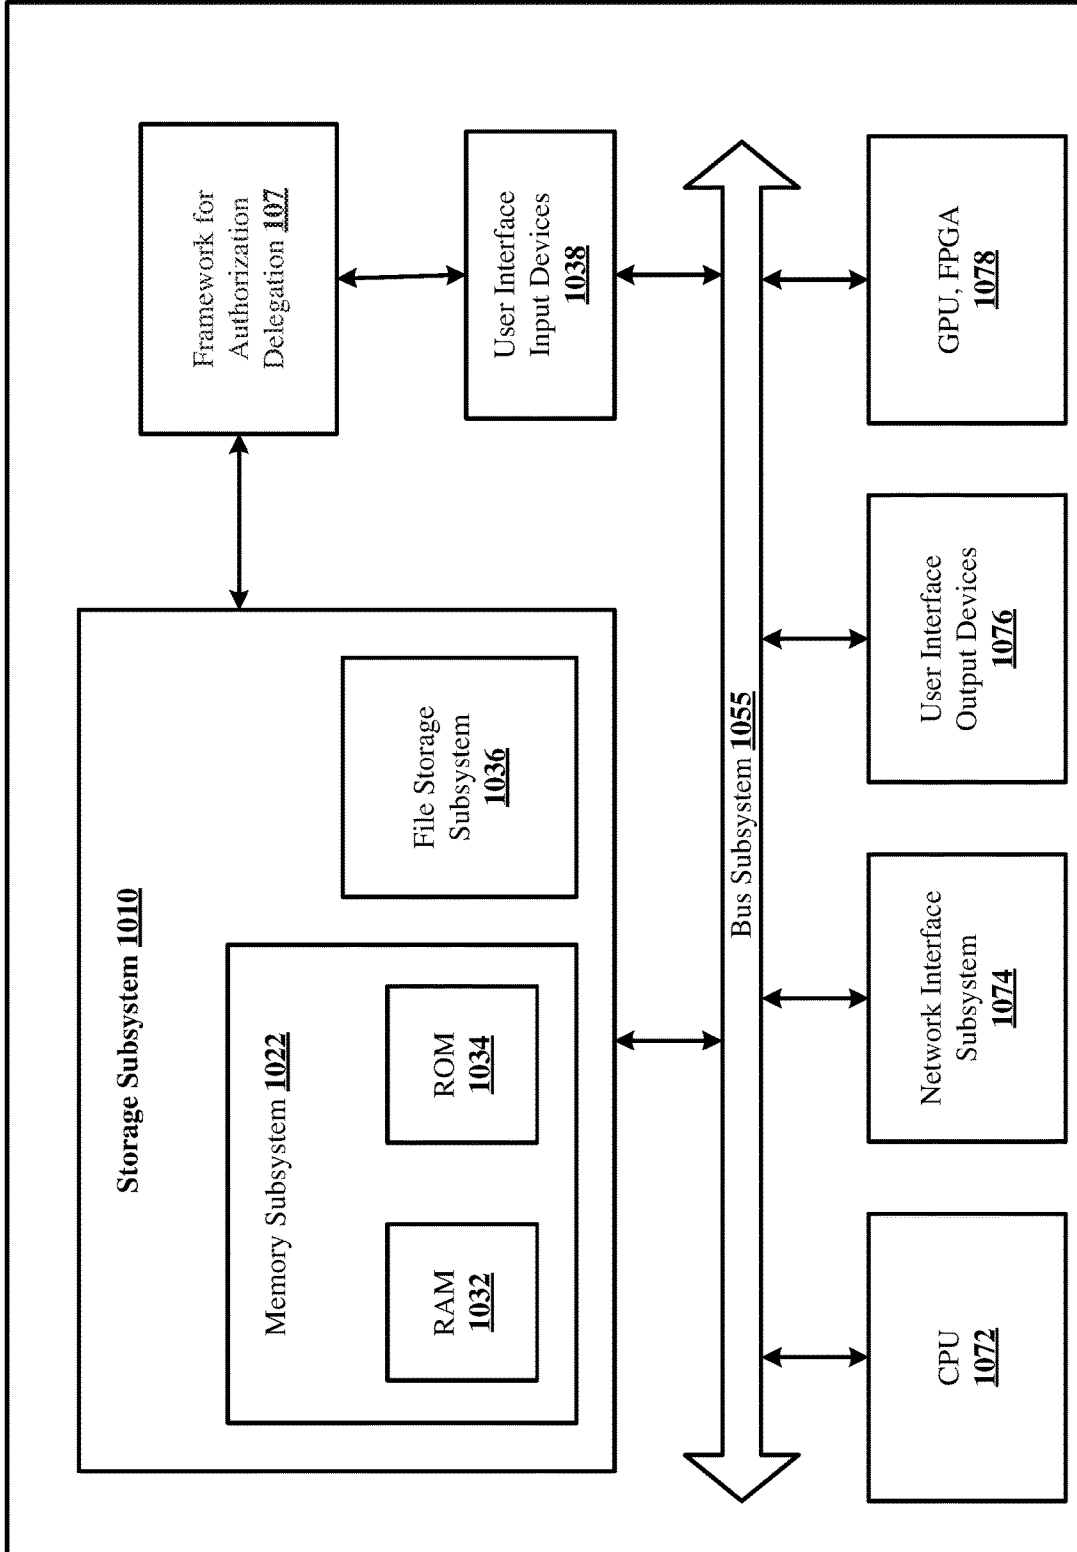 Storage Subsystem 1010
Memory Subsystem 1022
RAM
1032
ROM
1034
File Storage
Subsystem
1036
Framework for
Authorization
Delegation 107
User Interface
Input Devices
1038
Bus Subsystem 1055
CPU
1072
Network Interface
Subsystem
1074
User Interface
Output Devices
1076
GPU, FPGA
1078